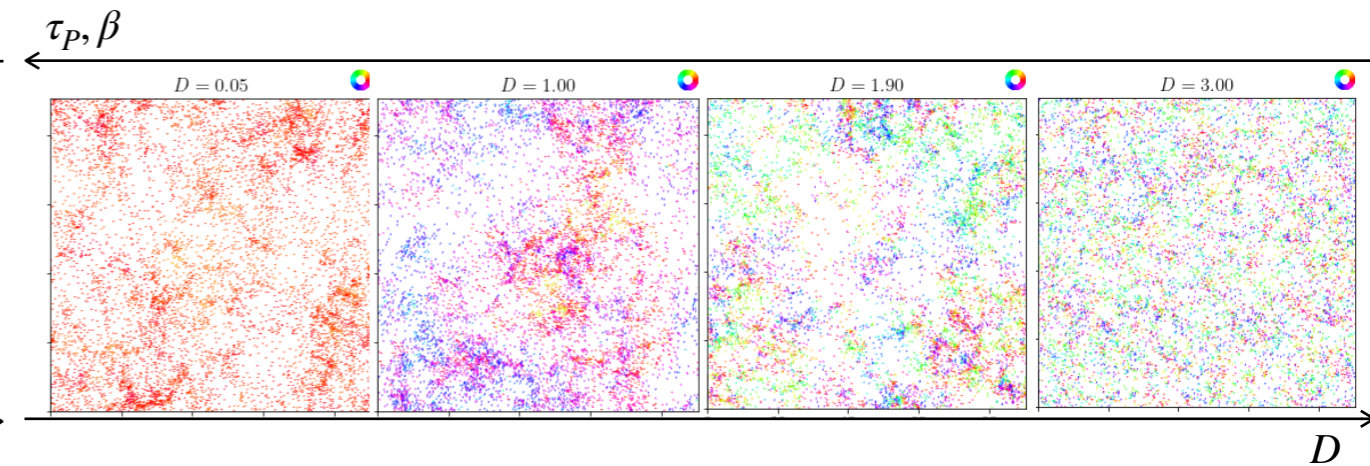 τ_P, β
D = 0.05
D = 1.00
D = 1.90
D = 3.00
D